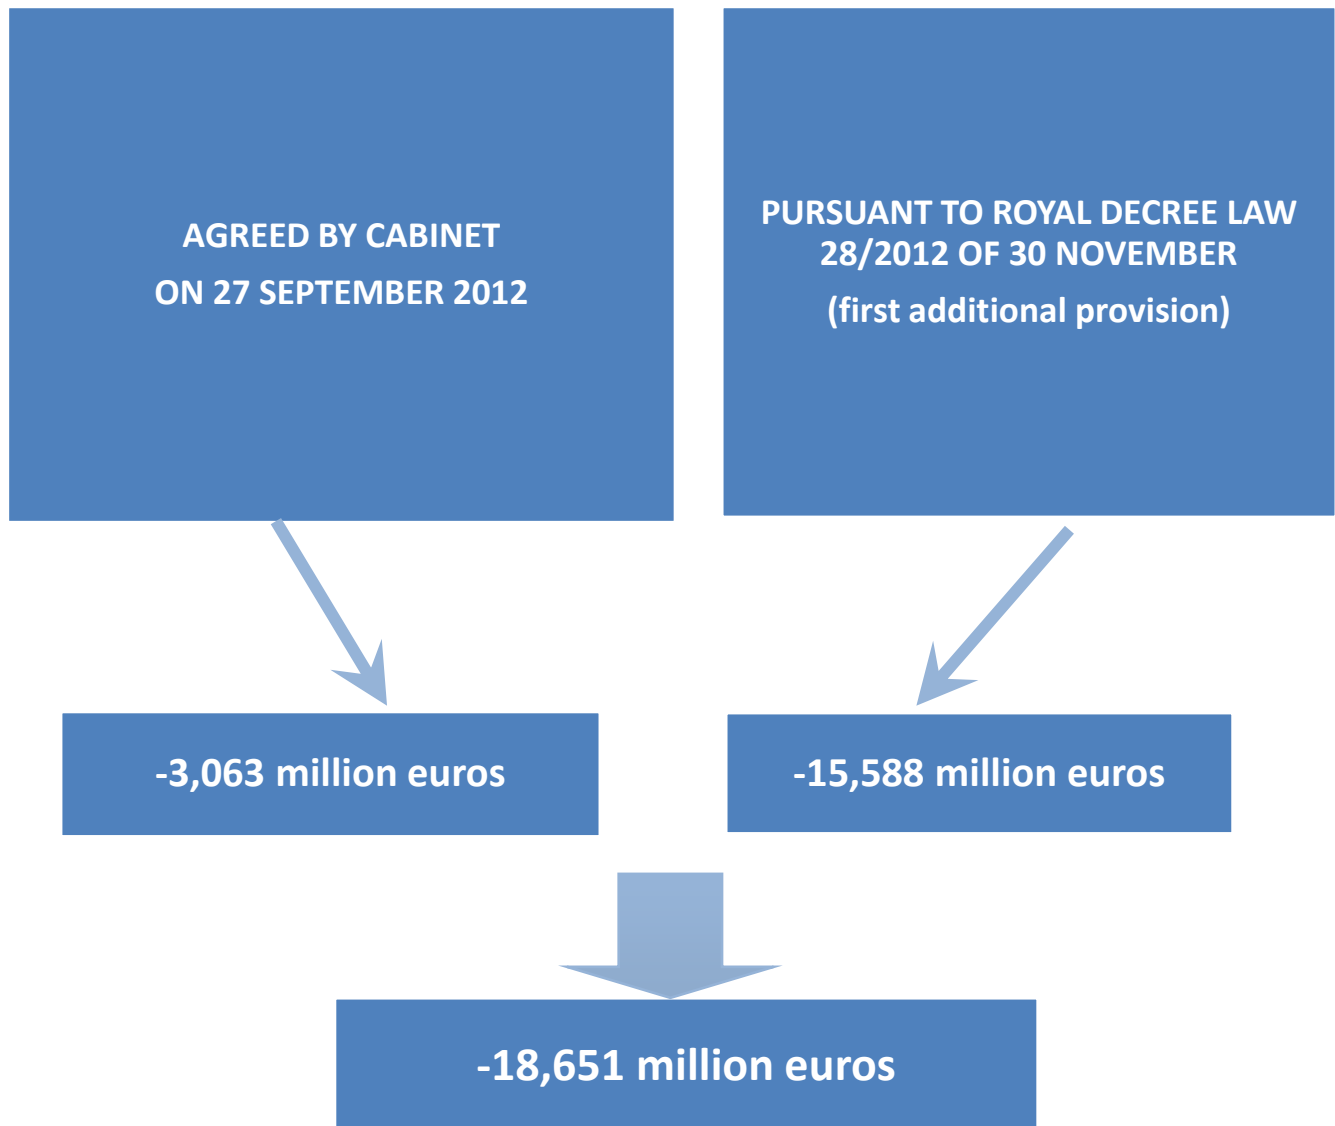 AGREED BY CABINET
ON 27 SEPTEMBER 2012
PURSUANT TO ROYAL DECREE LAW
28/2012 OF 30 NOVEMBER
(first additional provision)
-3,063 million euros
-15,588 million euros
-18,651 million euros